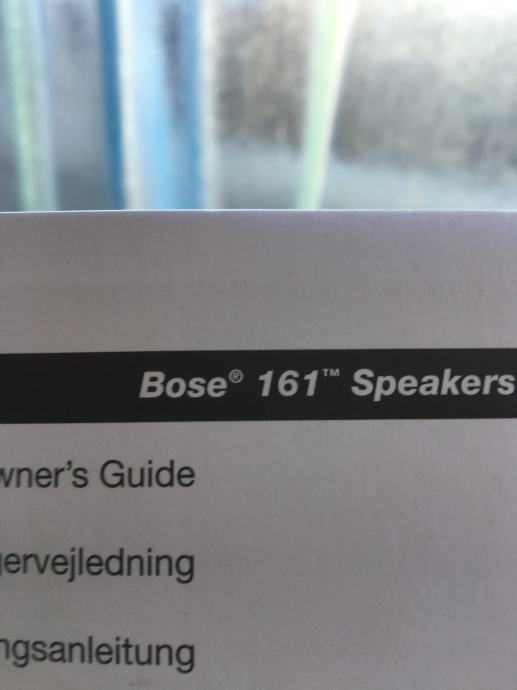 Bose® 161™ Speakers
wner's Guide
gervejledning
ngsanleitung